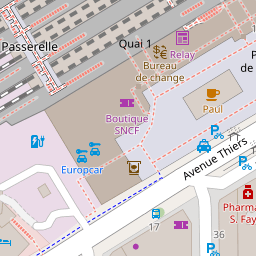 Passerelle
Quai 1
Relay
Bureau
de change
P
de
Paul
Boutique
SNCF
Europcar
Avenue Thiers
Pharma
S. Fay
17
36